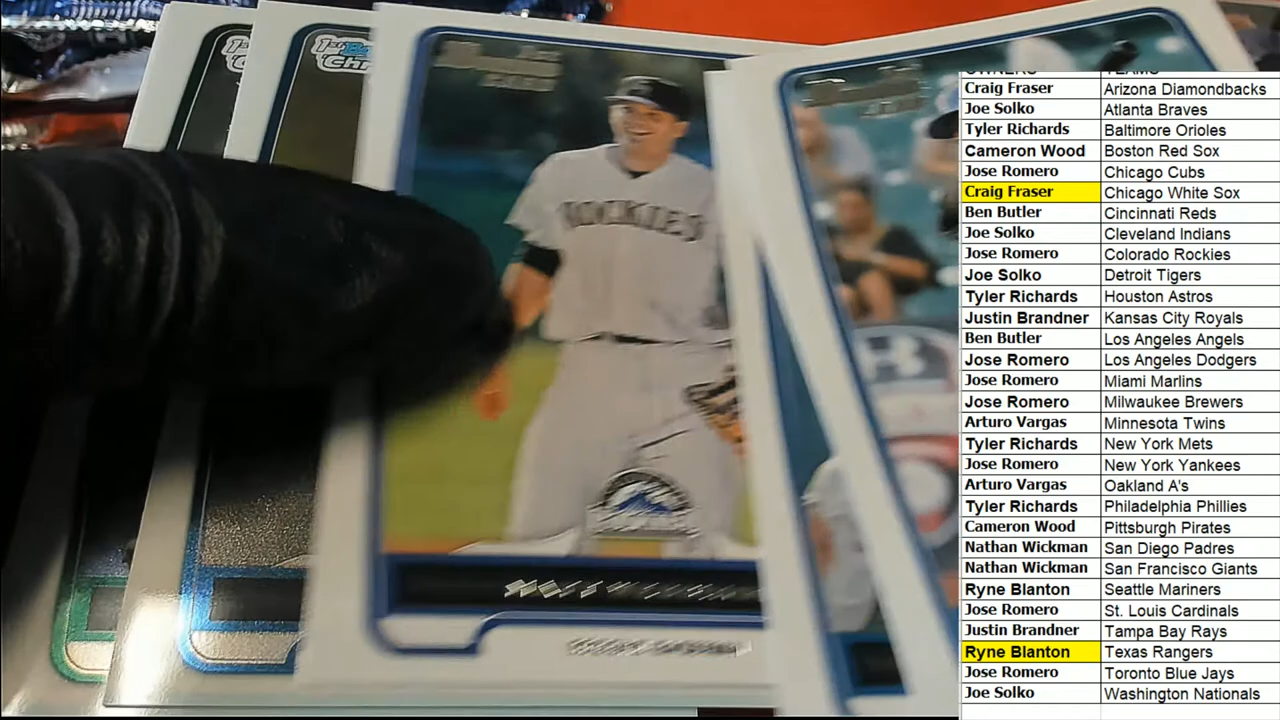 OWNERS TEAMS
Craig Fraser Arizona Diamondbacks
Joe Solko Atlanta Braves
Tyler Richards Baltimore Orioles
Cameron Wood Boston Red Sox
Jose Romero Chicago Cubs
Craig Fraser Chicago White Sox
Ben Butler Cincinnati Reds
Joe Solko Cleveland Indians
Jose Romero Colorado Rockies
Joe Solko Detroit Tigers
Tyler Richards Houston Astros
Justin Brandner Kansas City Royals
Ben Butler Los Angeles Angels
Jose Romero Los Angeles Dodgers
Jose Romero Miami Marlins
Jose Romero Milwaukee Brewers
Arturo Vargas Minnesota Twins
Tyler Richards New York Mets
Jose Romero New York Yankees
Arturo Vargas Oakland A's
Tyler Richards Philadelphia Phillies
Cameron Wood Pittsburgh Pirates
Nathan Wickman San Diego Padres
Nathan Wickman San Francisco Giants
Ryne Blanton Seattle Mariners
Jose Romero St. Louis Cardinals
Justin Brandner Tampa Bay Rays
Ryne Blanton Texas Rangers
Jose Romero Toronto Blue Jays
Joe Solko Washington Nationals
1st
1st
ROCKIES